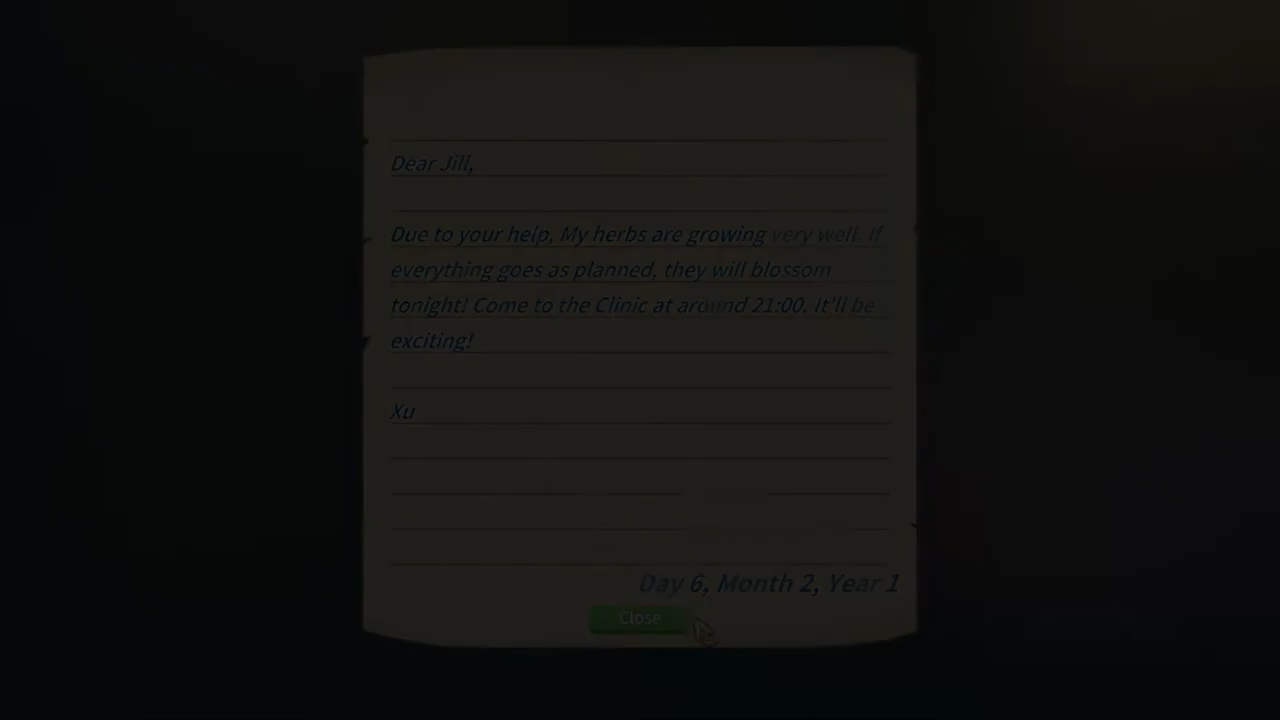 Dear Jill,
Due to your help, My herbs are growing very well. If
everything goes as planned, they will blossom
tonight! Come to the Clinic at around 21:00. It'll be
exciting!
Xu
Day 6, Month 2, Year 1
Close